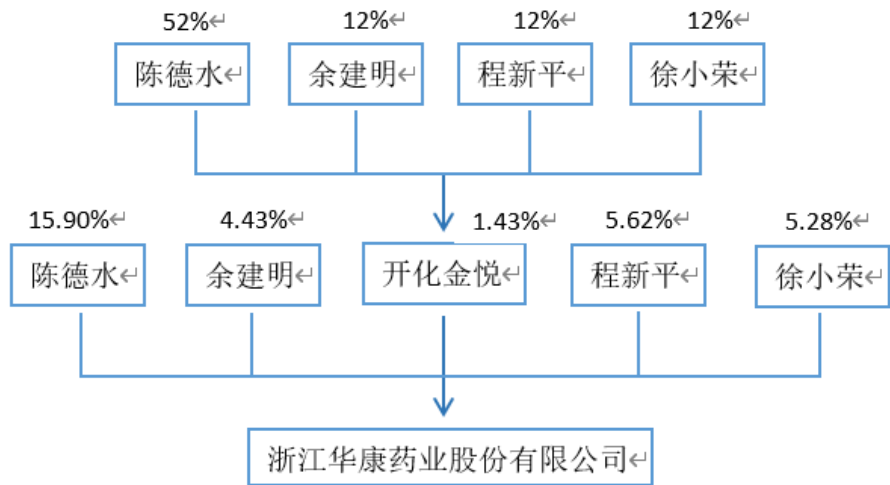 52%↵ 12%↵ 12%↵ 12%↵
陈德水↵ 余建明↵ 程新平↵ 徐小荣↵
15.90%↵ 4.43%↵ 1.43%↵ 5.62%↵ 5.28%↵
陈德水↵ 余建明↵ 开化金悦↵ 程新平↵ 徐小荣↵
浙江华康药业股份有限公司↵